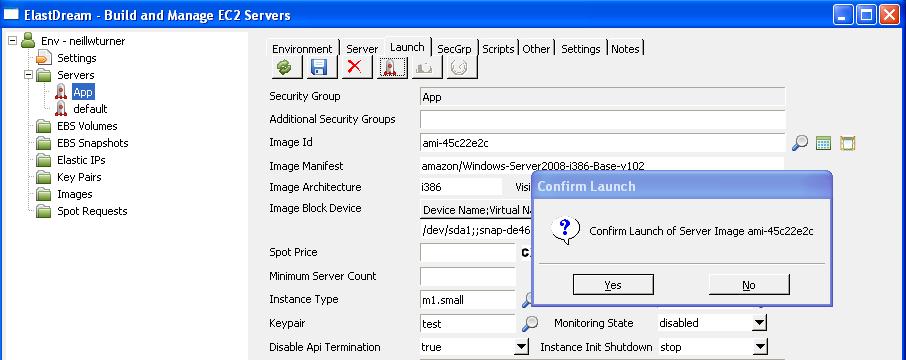 ElastDream - Build and Manage EC2 Servers
Env - neillwturner
Settings
Servers
App
default
EBS Volumes
EBS Snapshots
Elastic IPs
Key Pairs
Images
Spot Requests
Environment Server Launch SecGrp Scripts Other Settings Notes
Security Group App
Additional Security Groups
Image Id ami-45c22e2c
Image Manifest amazon/Windows-Server2008-i386-Base-v102
Image Architecture i386
Image Block Device Device Name;Virtual
/dev/sda1;;snap-de46
Spot Price
Minimum Server Count
Instance Type m1.small
Keypair test Monitoring State disabled
Disable Api Termination true Instance Init Shutdown stop
Confirm Launch
Confirm Launch of Server Image ami-45c22e2c
Yes No